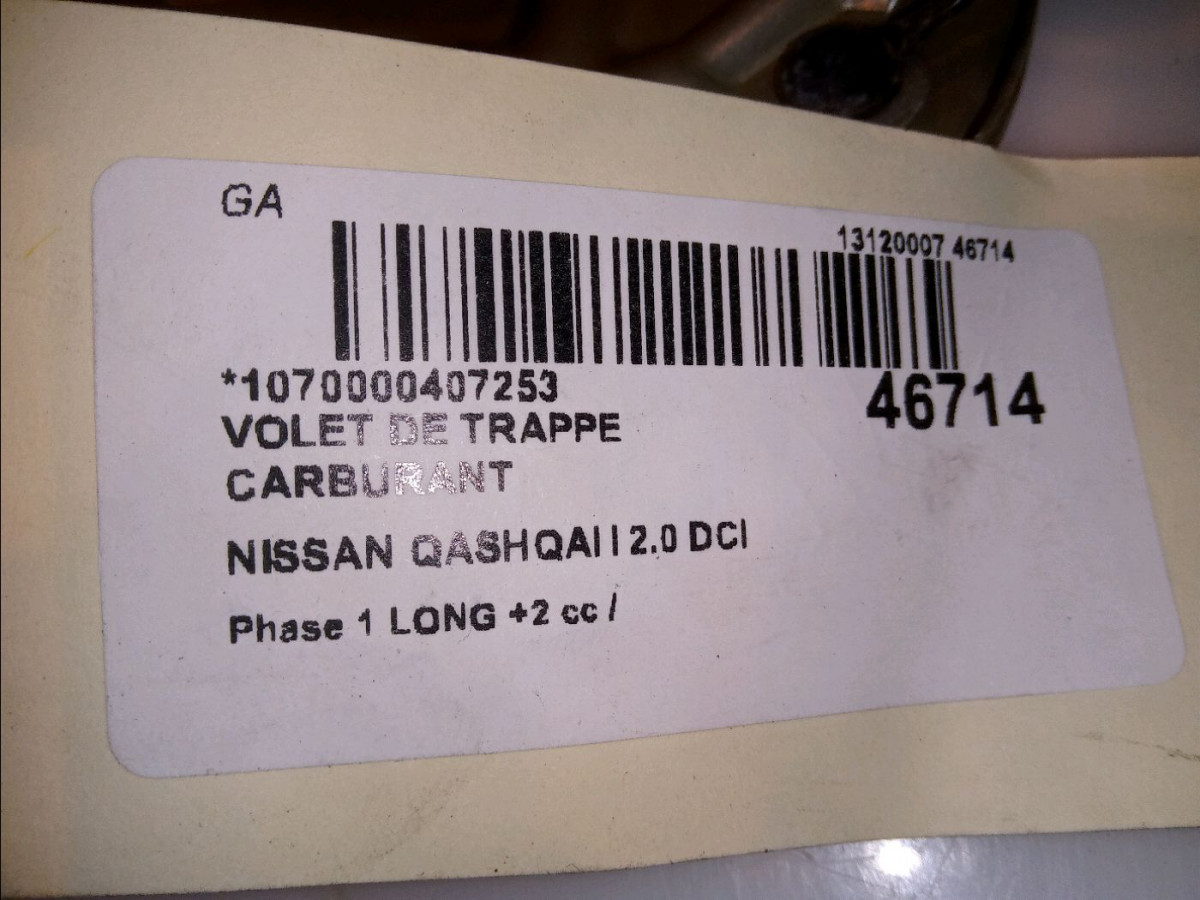 GA
13120007 46714
*1070000407253
46714
VOLET DE TRAPPE
CARBURANT
NISSAN QASHQAI I 2.0 DCI
Phase 1 LONG +2 cc /